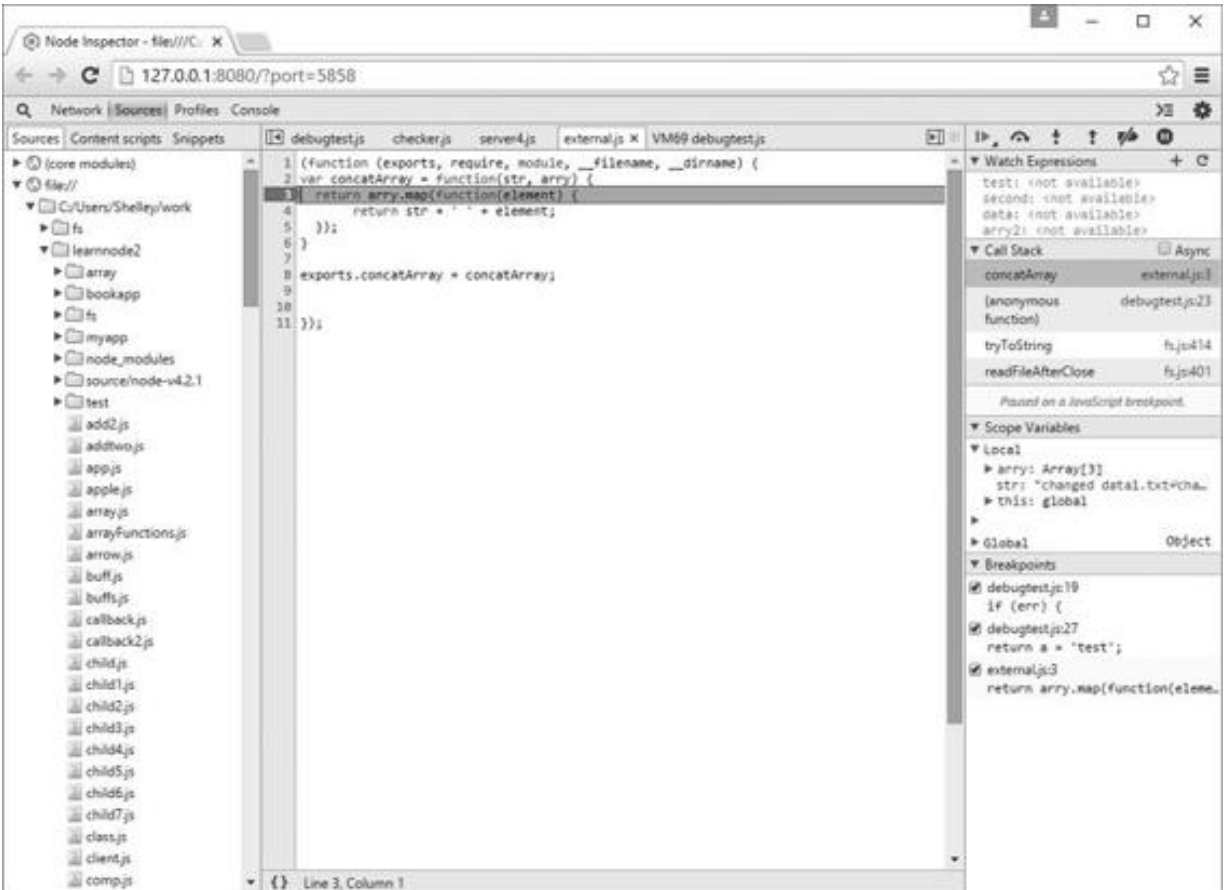 Node Inspector - file:///C:
127.0.0.1:8080/?port=5858
Network Sources Profiles Console
Sources Content scripts Snippets
(core modules)
file://
C:/Users/Shelley/work
fs
learnnode2
array
bookapp
fs
myapp
node_modules
source/node-v4.2.1
test
add2.js
addtwo.js
app.js
apple.js
array.js
arrayFunctions.js
arrow.js
buff.js
buffs.js
callback.js
callback2.js
child.js
child1.js
child2.js
child3.js
child4.js
child5.js
child6.js
child7.js
class.js
client.js
comp.js
debugtest.js checker.js server4.js external.js × VM69 debugtest.js
1 (function (exports, require, module, __filename, __dirname) {
2 var concatArray = function(str, arry) {
3 return arry.map(function(element) {
4 return str + ' ' + element;
5 });
6 }
7
8 exports.concatArray = concatArray;
9
10
11 });
{} Line 3, Column 1
Watch Expressions
test: <not available>
second: <not available>
data: <not available>
arry2: <not available>
Call Stack Async
concatArray external.js:3
(anonymous function) debugtest.js:23
tryToString fs.js:414
readFileAfterClose fs.js:401
Paused on a JavaScript breakpoint.
Scope Variables
Local
arry: Array[3]
str: "changed data1.txt↵cha…
this: global
Global Object
Breakpoints
debugtest.js:19
if (err) {
debugtest.js:27
return a = 'test';
external.js:3
return arry.map(function(eleme…